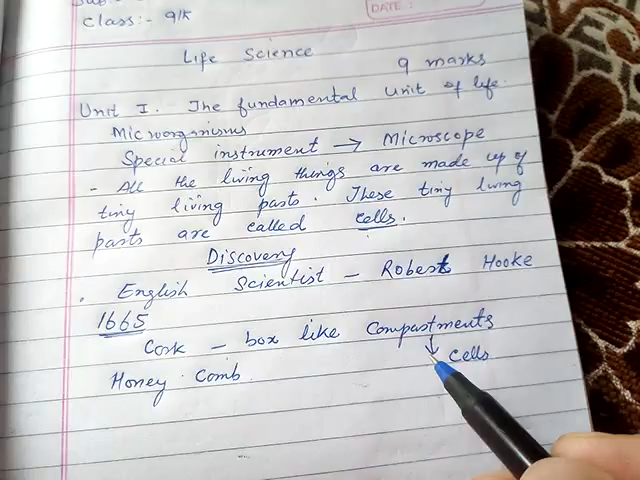 Class:- 9th
DATE :
Life Science
9 marks
Unit I. The fundamental unit of life.
Microorganisms
Special instrument → Microscope
- All the living things are made up of
tiny living parts. These tiny living
parts are called cells.
Discovery
. English Scientist - Robert Hooke
1665
Cork - box like Compartments
↓ Cells
Honey Comb